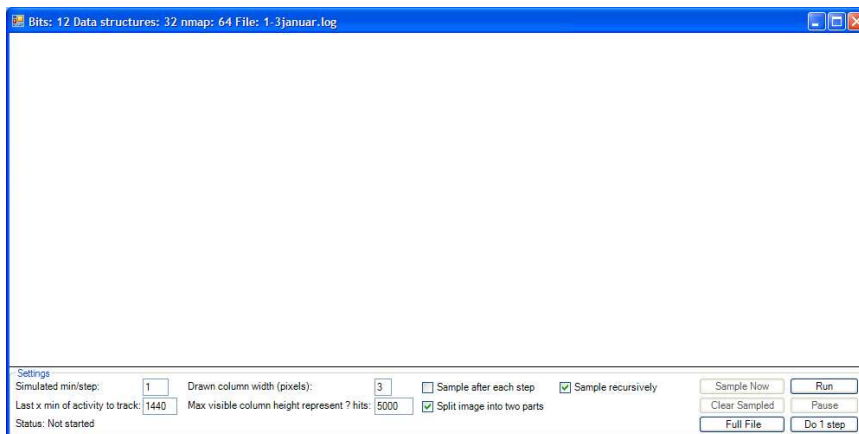 Bits: 12 Data structures: 32 nmap: 64 File: 1-3januar.log
Settings
Simulated min/step: 1 Drawn column width (pixels): 3 Sample after each step Sample recursively Sample Now Run
Last x min of activity to track: 1440 Max visible column height represent ? hits: 5000 Split image into two parts Clear Sampled Pause
Status: Not started Full File Do 1 step